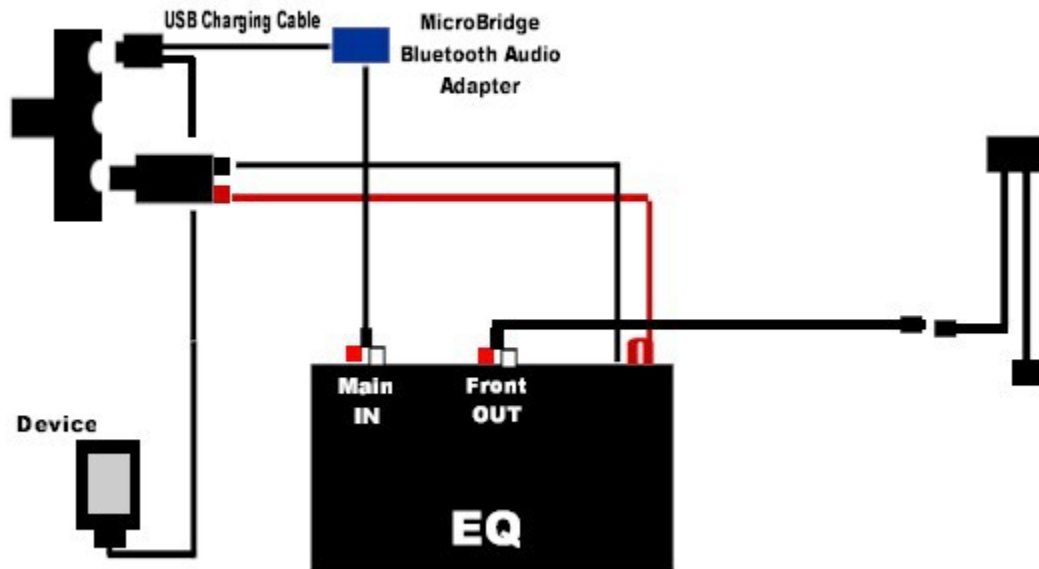 USB Charging Cable
MicroBridge
Bluetooth Audio
Adapter
Main
IN
Front
OUT
Device
EQ